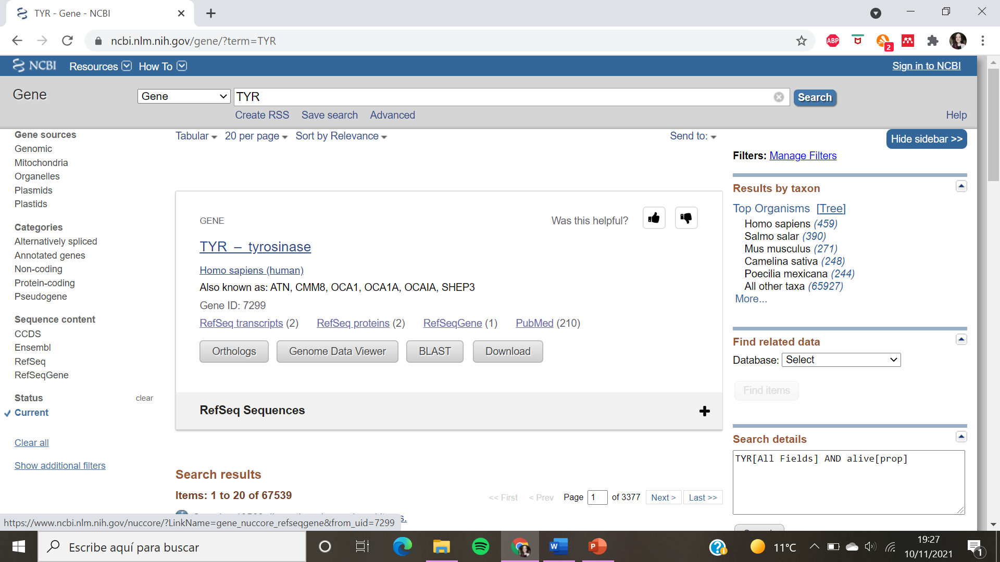 TYR - Gene - NCBI
ncbi.nlm.nih.gov/gene/?term=TYR
ABP
2
NCBI Resources How To Sign in to NCBI
Gene Gene TYR Search
Create RSS Save search Advanced Help
Gene sources
Genomic
Mitochondria
Organelles
Plasmids
Plastids
Categories
Alternatively spliced
Annotated genes
Non-coding
Protein-coding
Pseudogene
Sequence content
CCDS
Ensembl
RefSeq
RefSeqGene
Status clear
Current
Clear all
Show additional filters
Tabular 20 per page Sort by Relevance Send to:
GENE Was this helpful?
TYR – tyrosinase
Homo sapiens (human)
Also known as: ATN, CMM8, OCA1, OCA1A, OCAIA, SHEP3
Gene ID: 7299
RefSeq transcripts (2) RefSeq proteins (2) RefSeqGene (1) PubMed (210)
Orthologs Genome Data Viewer BLAST Download
RefSeq Sequences
Search results
Items: 1 to 20 of 67539
<< First < Prev Page 1 of 3377 Next > Last >>
Hide sidebar >>
Filters: Manage Filters
Results by taxon
Top Organisms [Tree]
Homo sapiens (459)
Salmo salar (390)
Mus musculus (271)
Camelina sativa (248)
Poecilia mexicana (244)
All other taxa (65927)
More...
Find related data
Database: Select
Find items
Search details
TYR[All Fields] AND alive[prop]
https://www.ncbi.nlm.nih.gov/nuccore/?LinkName=gene_nuccore_refseqgene&from_uid=7299
Escribe aquí para buscar
W
P
11°C
19:27
10/11/2021
1